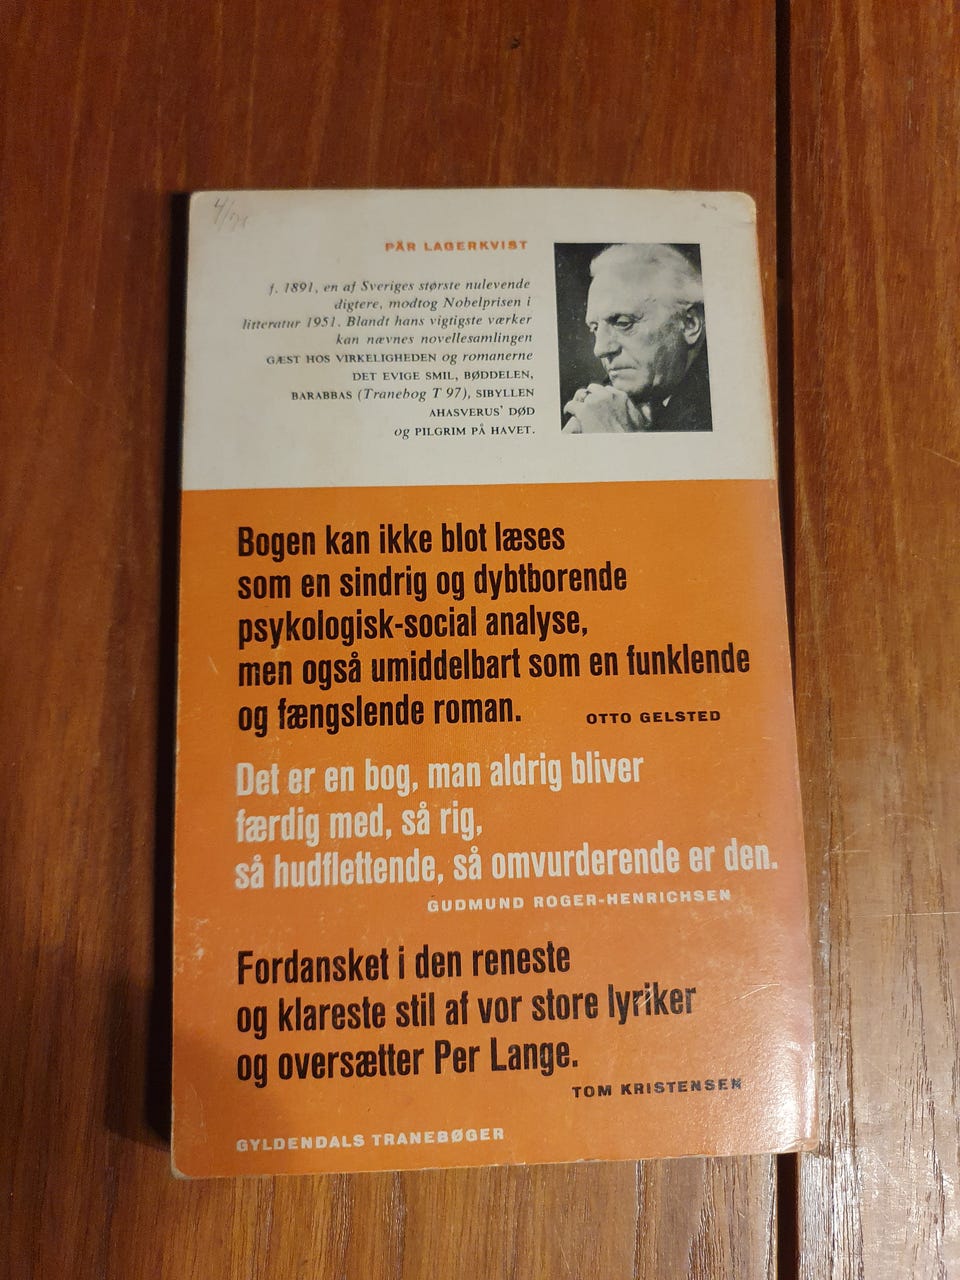 PÄR LAGERKVIST
f. 1891, en af Sveriges største nulevende
digtere, modtog Nobelprisen i
litteratur 1951. Blandt hans vigtigste værker
kan nævnes novellesamlingen
GÆST HOS VIRKELIGHEDEN og romanerne
DET EVIGE SMIL, BØDDELEN,
BARABBAS (Tranebog T 97), SIBYLLEN
AHASVERUS' DØD
og PILGRIM PÅ HAVET.
Bogen kan ikke blot læses
som en sindrig og dybtborende
psykologisk-social analyse,
men også umiddelbart som en funklende
og fængslende roman. OTTO GELSTED
Det er en bog, man aldrig bliver
færdig med, så rig,
så hudflettende, så omvurderende er den.
GUDMUND ROGER-HENRICHSEN
Fordansket i den reneste
og klareste stil af vor store lyriker
og oversætter Per Lange.
TOM KRISTENSEN
GYLDENDALS TRANEBØGER